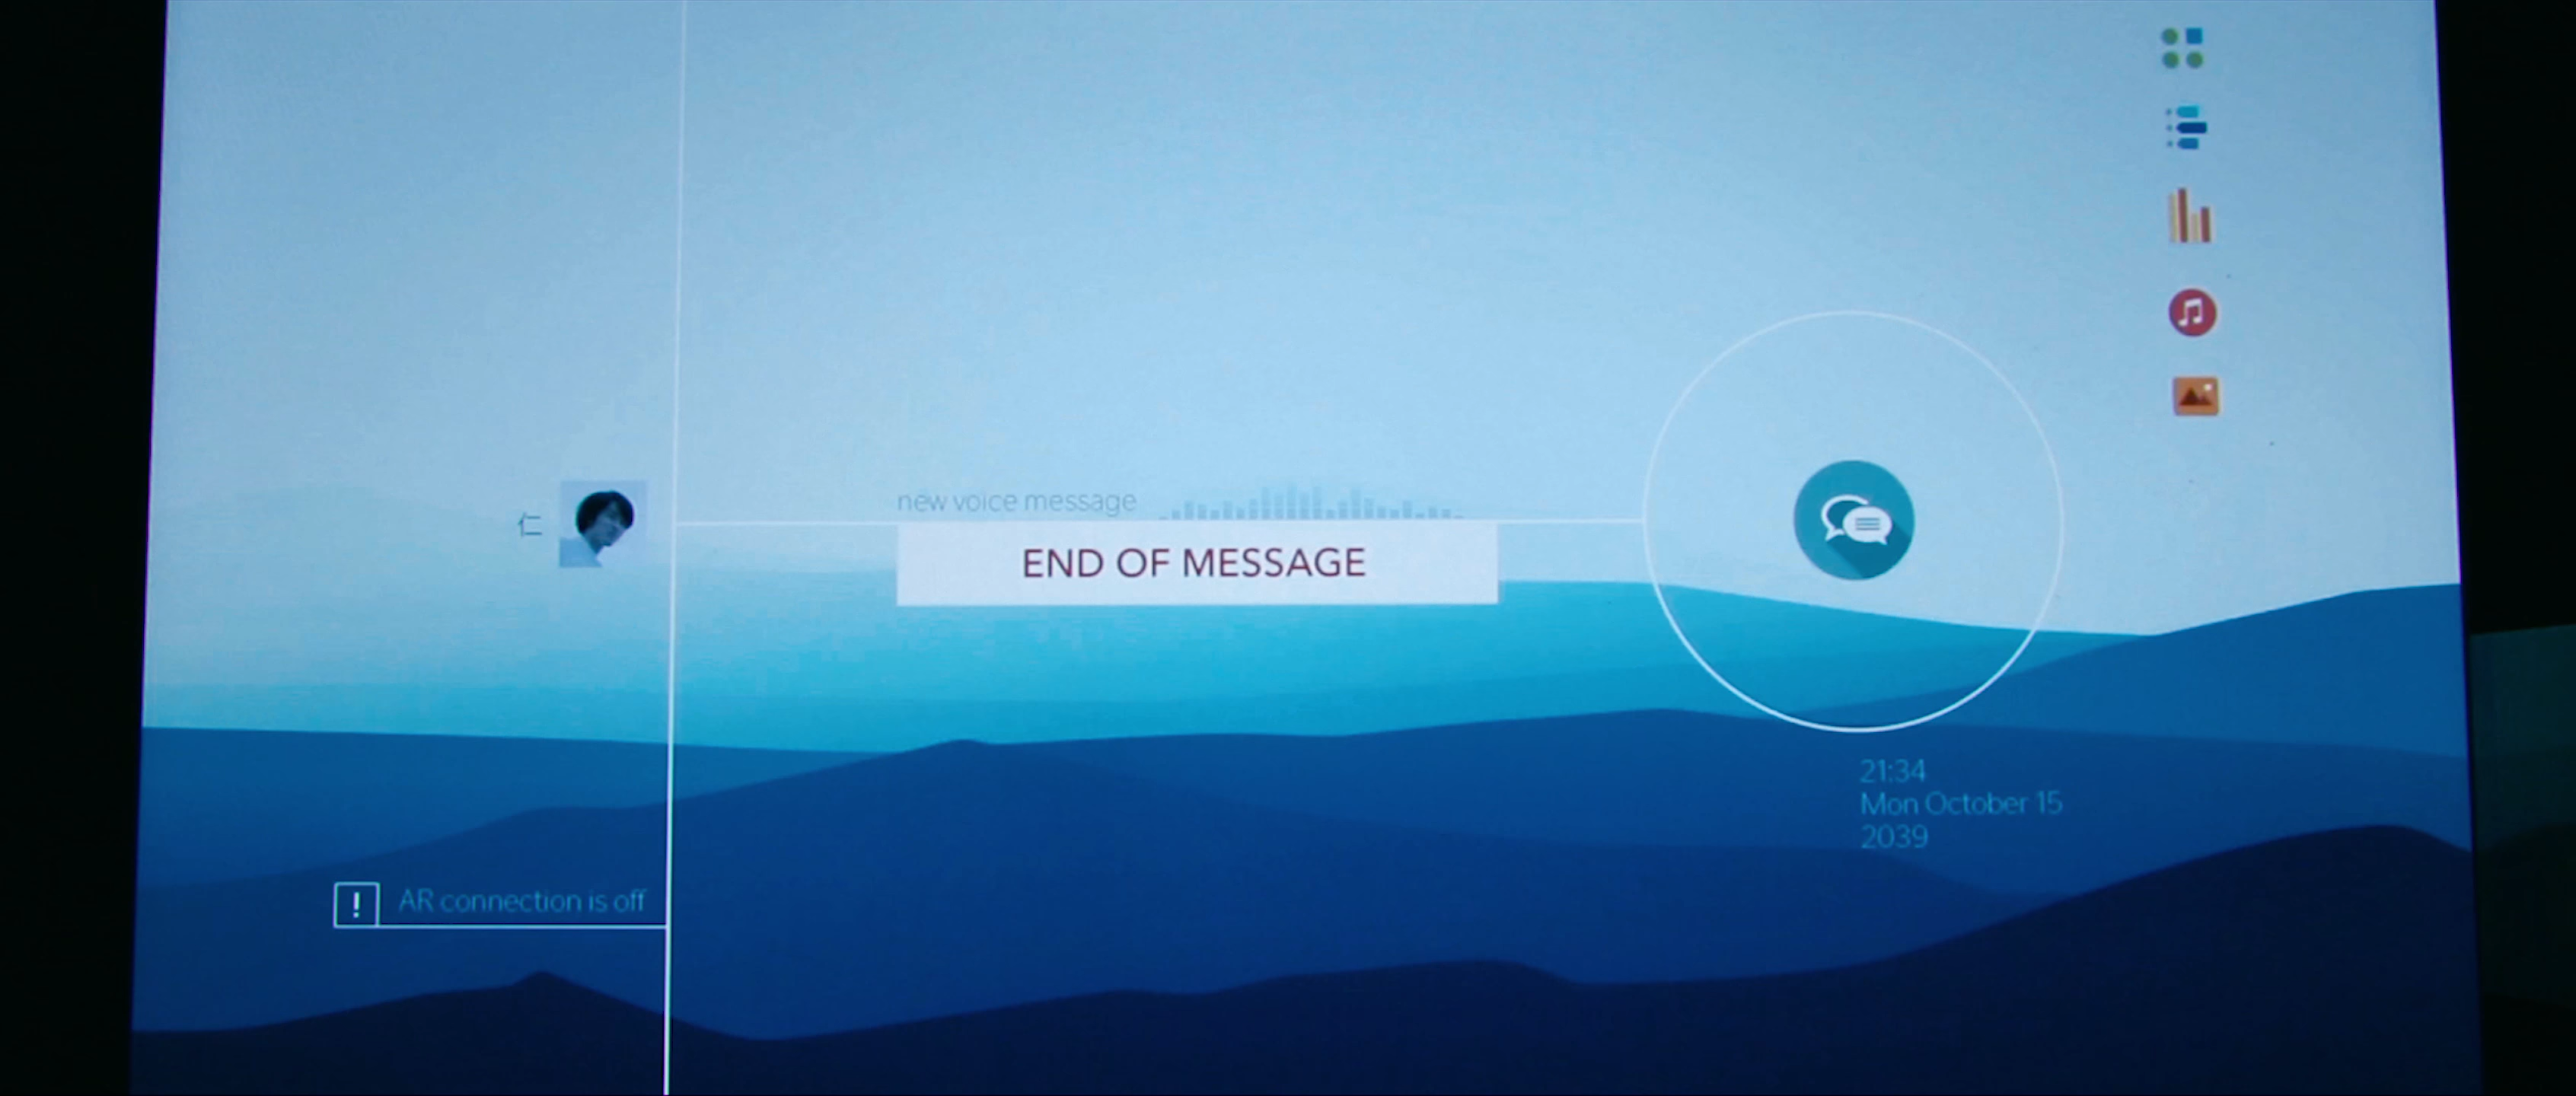 new voice message
仁
END OF MESSAGE
21:34
Mon October 15
2039
! AR connection is off